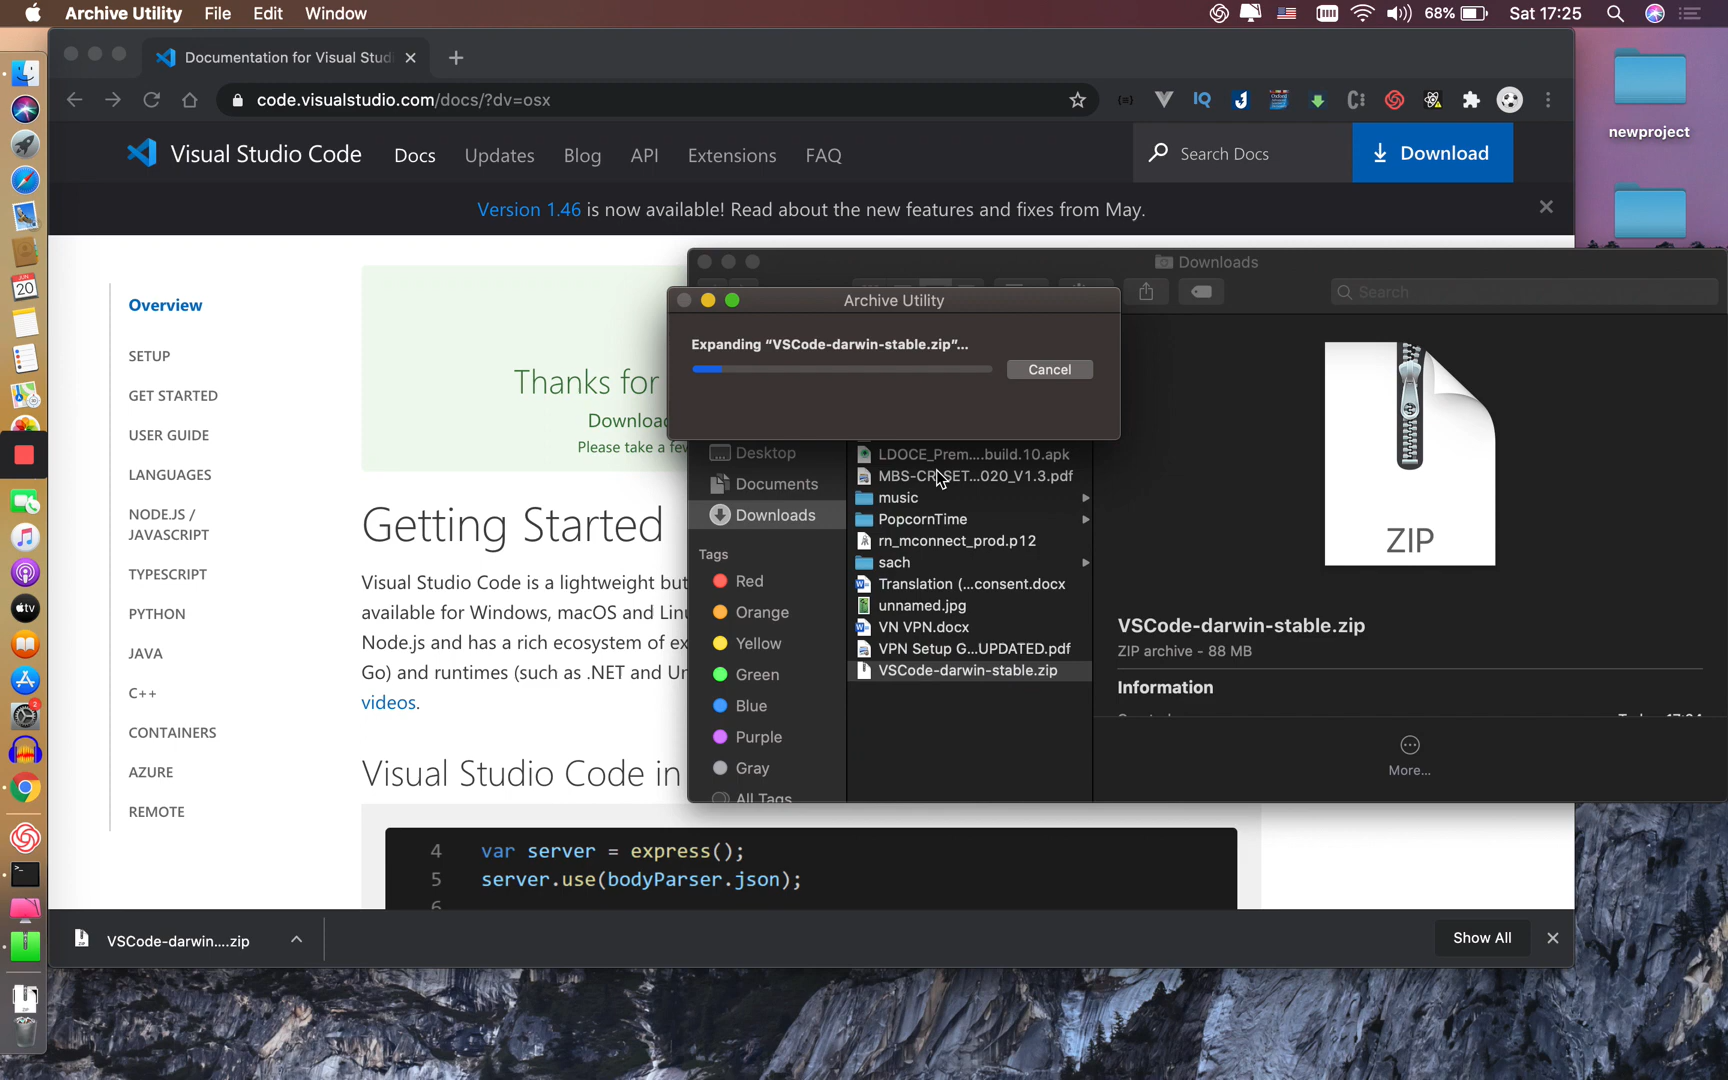 Archive Utility File Edit Window
68% Sat 17:25
Documentation for Visual Studi
code.visualstudio.com/docs/?dv=osx
newproject
Visual Studio Code Docs Updates Blog API Extensions FAQ Search Docs Download
Version 1.46 is now available! Read about the new features and fixes from May.
Overview
SETUP
GET STARTED
USER GUIDE
LANGUAGES
NODE.JS /
JAVASCRIPT
TYPESCRIPT
PYTHON
JAVA
C++
CONTAINERS
AZURE
REMOTE
Thanks for
Please take a
Getting Started
Visual Studio Code is a lightweight but
available for Windows, macOS and
Node.js and has a rich ecosystem of
Go) and runtimes (such as .NET and
videos.
Visual Studio Code in
4 var server = express();
5 server.use(bodyParser.json);
6
Downloads
Search
Archive Utility
Expanding “VSCode-darwin-stable.zip”...
Cancel
Desktop
Documents
Downloads
Tags
Red
Orange
Yellow
Green
Blue
Purple
Gray
All Tags
LDOCE_Prem....build.10.apk
SET...020_V1.3.pdf
music
PopcornTime
rn_mconnect_prod.p12
sach
Translation (...consent.docx
unnamed.jpg
VN VPN.docx
VPN Setup G...UPDATED.pdf
VSCode-darwin-stable.zip
ZIP
VSCode-darwin-stable.zip
ZIP archive - 88 MB
Information
More...
VSCode-darwin....zip
Show All
JUN
20
tv
2